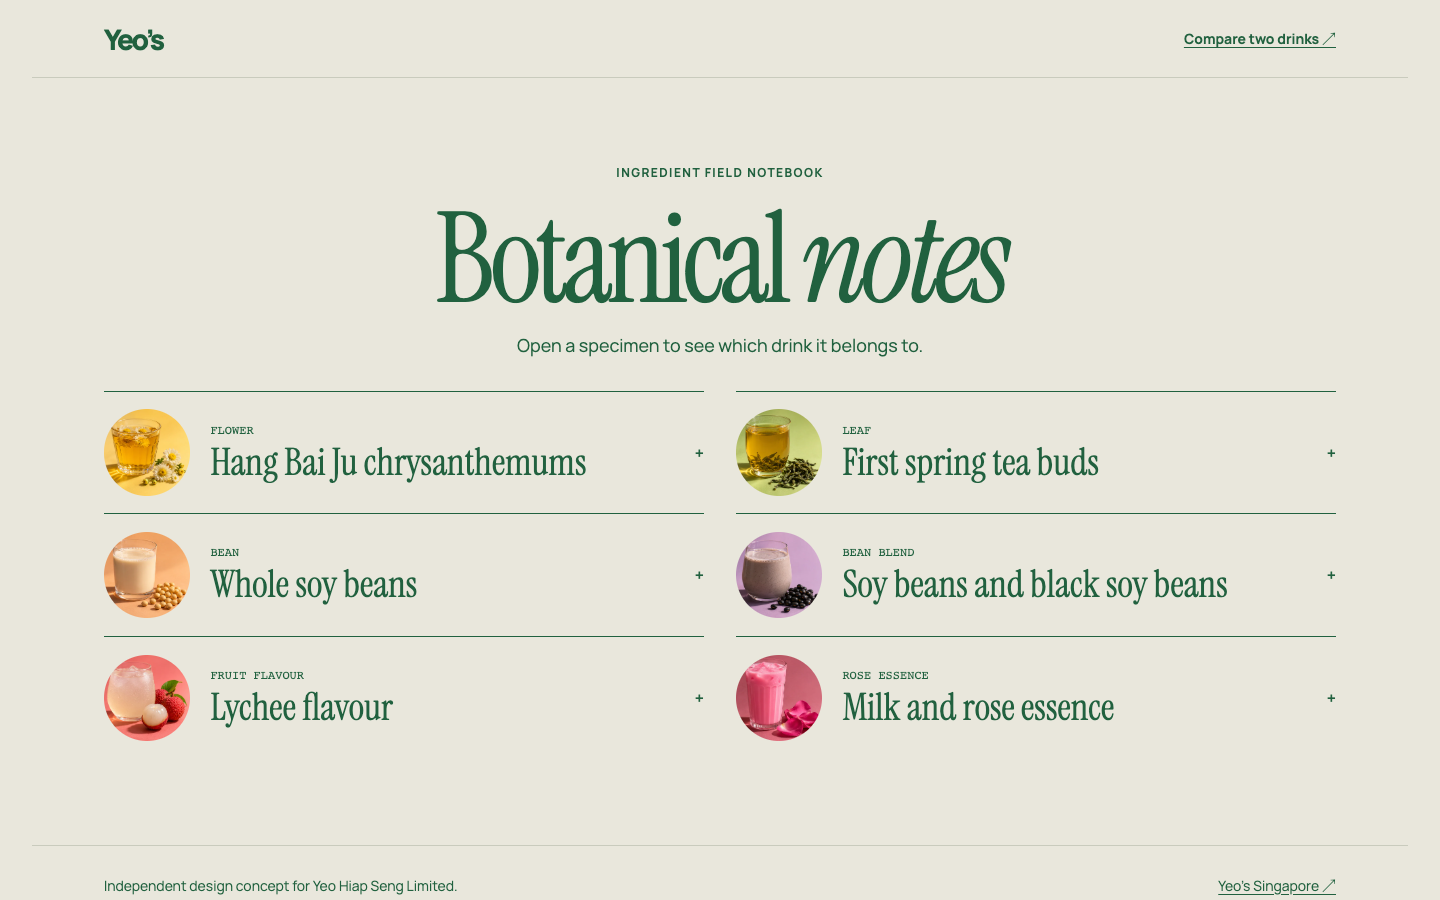 Yeo's
Compare two drinks ↗
INGREDIENT FIELD NOTEBOOK
Botanical notes
Open a specimen to see which drink it belongs to.
FLOWER
Hang Bai Ju chrysanthemums
+
LEAF
First spring tea buds
+
BEAN
Whole soy beans
+
BEAN BLEND
Soy beans and black soy beans
+
FRUIT FLAVOUR
Lychee flavour
+
ROSE ESSENCE
Milk and rose essence
+
Independent design concept for Yeo Hiap Seng Limited.
Yeo's Singapore ↗